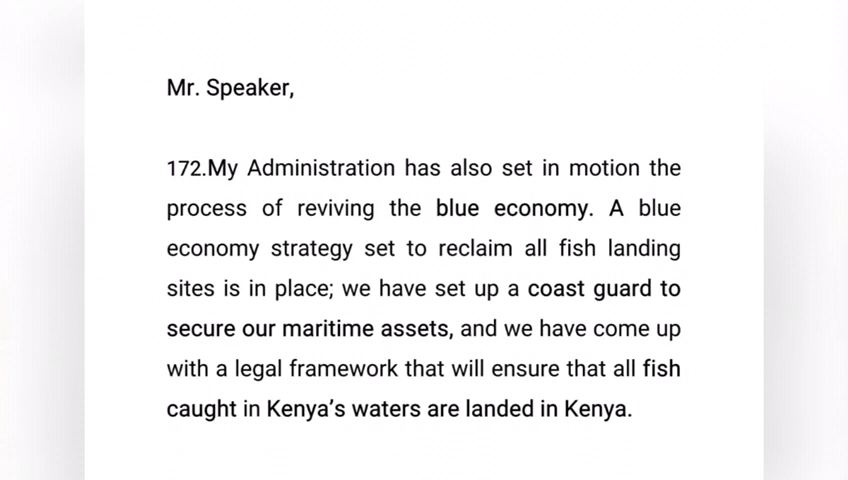 Mr. Speaker,
172.My Administration has also set in motion the
process of reviving the blue economy. A blue
economy strategy set to reclaim all fish landing
sites is in place; we have set up a coast guard to
secure our maritime assets, and we have come up
with a legal framework that will ensure that all fish
caught in Kenya’s waters are landed in Kenya.